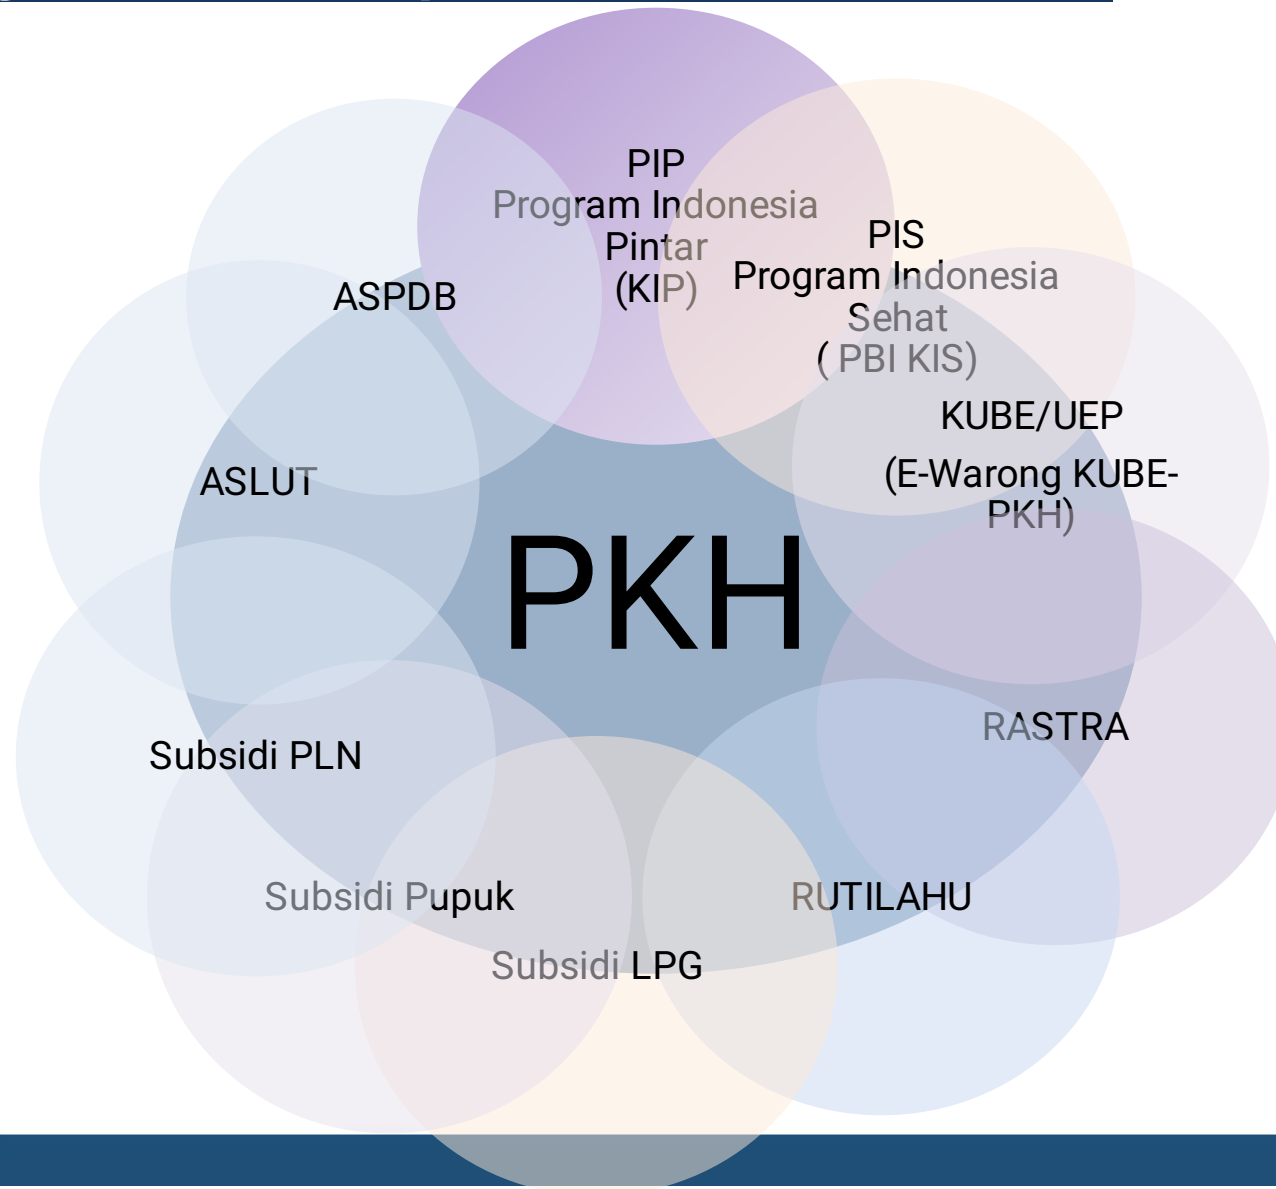 PIP
Program Indonesia
Pintar
(KIP)
PIS
Program Indonesia
Sehat
( PBI KIS)
KUBE/UEP
(E-Warong KUBE-
PKH)
RASTRA
RUTILAHU
Subsidi LPG
Subsidi Pupuk
Subsidi PLN
ASLUT
ASPDB
PKH